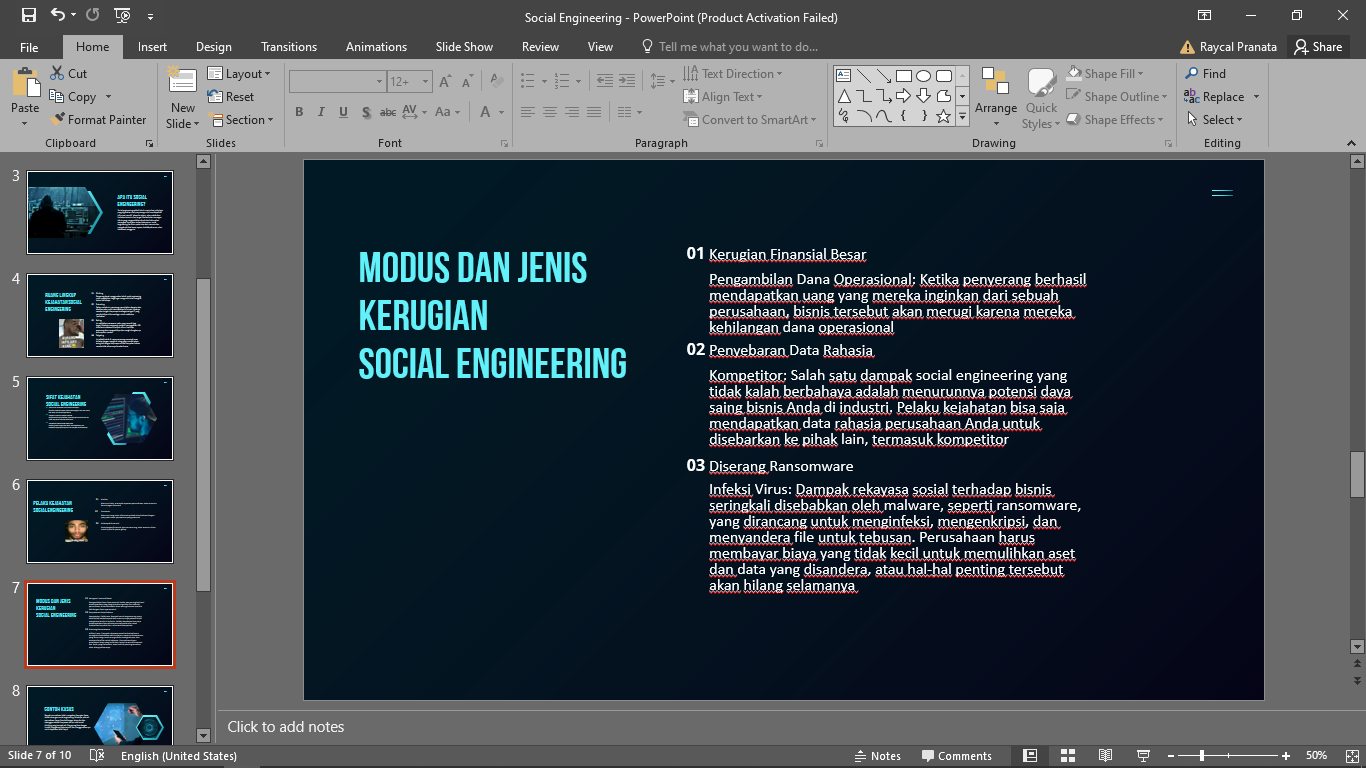 Social Engineering - PowerPoint (Product Activation Failed)
File Home Insert Design Transitions Animations Slide Show Review View Tell me what you want to do... Raycal Pranata Share
Paste
Cut
Copy
Format Painter
Clipboard
New Slide
Layout
Reset
Section
Slides
12+
B I U S abc AV Aa A
Font
Text Direction
Align Text
Convert to SmartArt
Paragraph
Arrange
Quick Styles
Shape Fill
Shape Outline
Shape Effects
Drawing
Find
Replace
Select
Editing
3
APA ITU SOCIAL
ENGINEERING?
4
RUANG LINGKUP
KEJAHATAN SOCIAL
ENGINEERING
5
SIFAT KEJAHATAN
SOCIAL ENGINEERING
6
PELAKU KEJAHATAN
SOCIAL ENGINEERING
7
MODUS DAN JENIS
KERUGIAN
SOCIAL ENGINEERING
8
CONTOH KASUS
MODUS DAN JENIS
KERUGIAN
SOCIAL ENGINEERING
01 Kerugian Finansial Besar
Pengambilan Dana Operasional: Ketika penyerang berhasil
mendapatkan uang yang mereka inginkan dari sebuah
perusahaan, bisnis tersebut akan merugi karena mereka
kehilangan dana operasional
02 Penyebaran Data Rahasia
Kompetitor; Salah satu dampak social engineering yang
tidak kalah berbahaya adalah menurunnya potensi daya
saing bisnis Anda di industri. Pelaku kejahatan bisa saja
mendapatkan data rahasia perusahaan Anda untuk
disebarkan ke pihak lain, termasuk kompetitor
03 Diserang Ransomware
Infeksi Virus: Dampak rekayasa sosial terhadap bisnis
seringkali disebabkan oleh malware, seperti ransomware,
yang dirancang untuk menginfeksi, mengenkripsi, dan
menyandera file untuk tebusan. Perusahaan harus
membayar biaya yang tidak kecil untuk memulihkan aset
dan data yang disandera, atau hal-hal penting tersebut
akan hilang selamanya
Click to add notes
Slide 7 of 10 English (United States) Notes Comments 50%